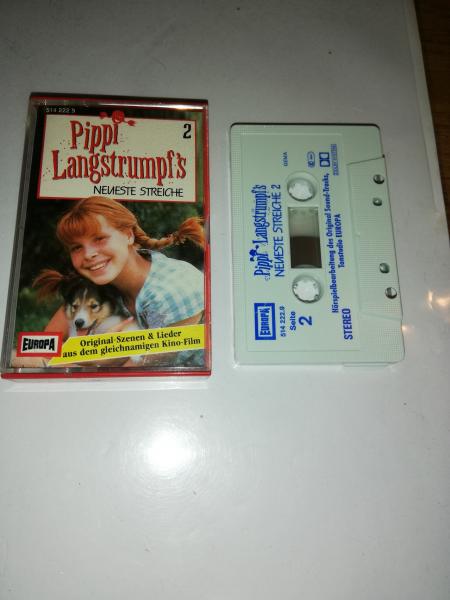 514 222 9
2
Pippi
Langstrumpf's
NEUESTE STREICHE
EUROPA
Original-Szenen & Lieder
aus dem gleichnamigen Kino-Film
GEMA
Pippi Langstrumpf's
NEUESTE STREICHE 2
EUROPA
514 222.9
Seite
2
Hörspielbearbeitung des Original Sound-Tracks,
Tonstudio EUROPA
STEREO